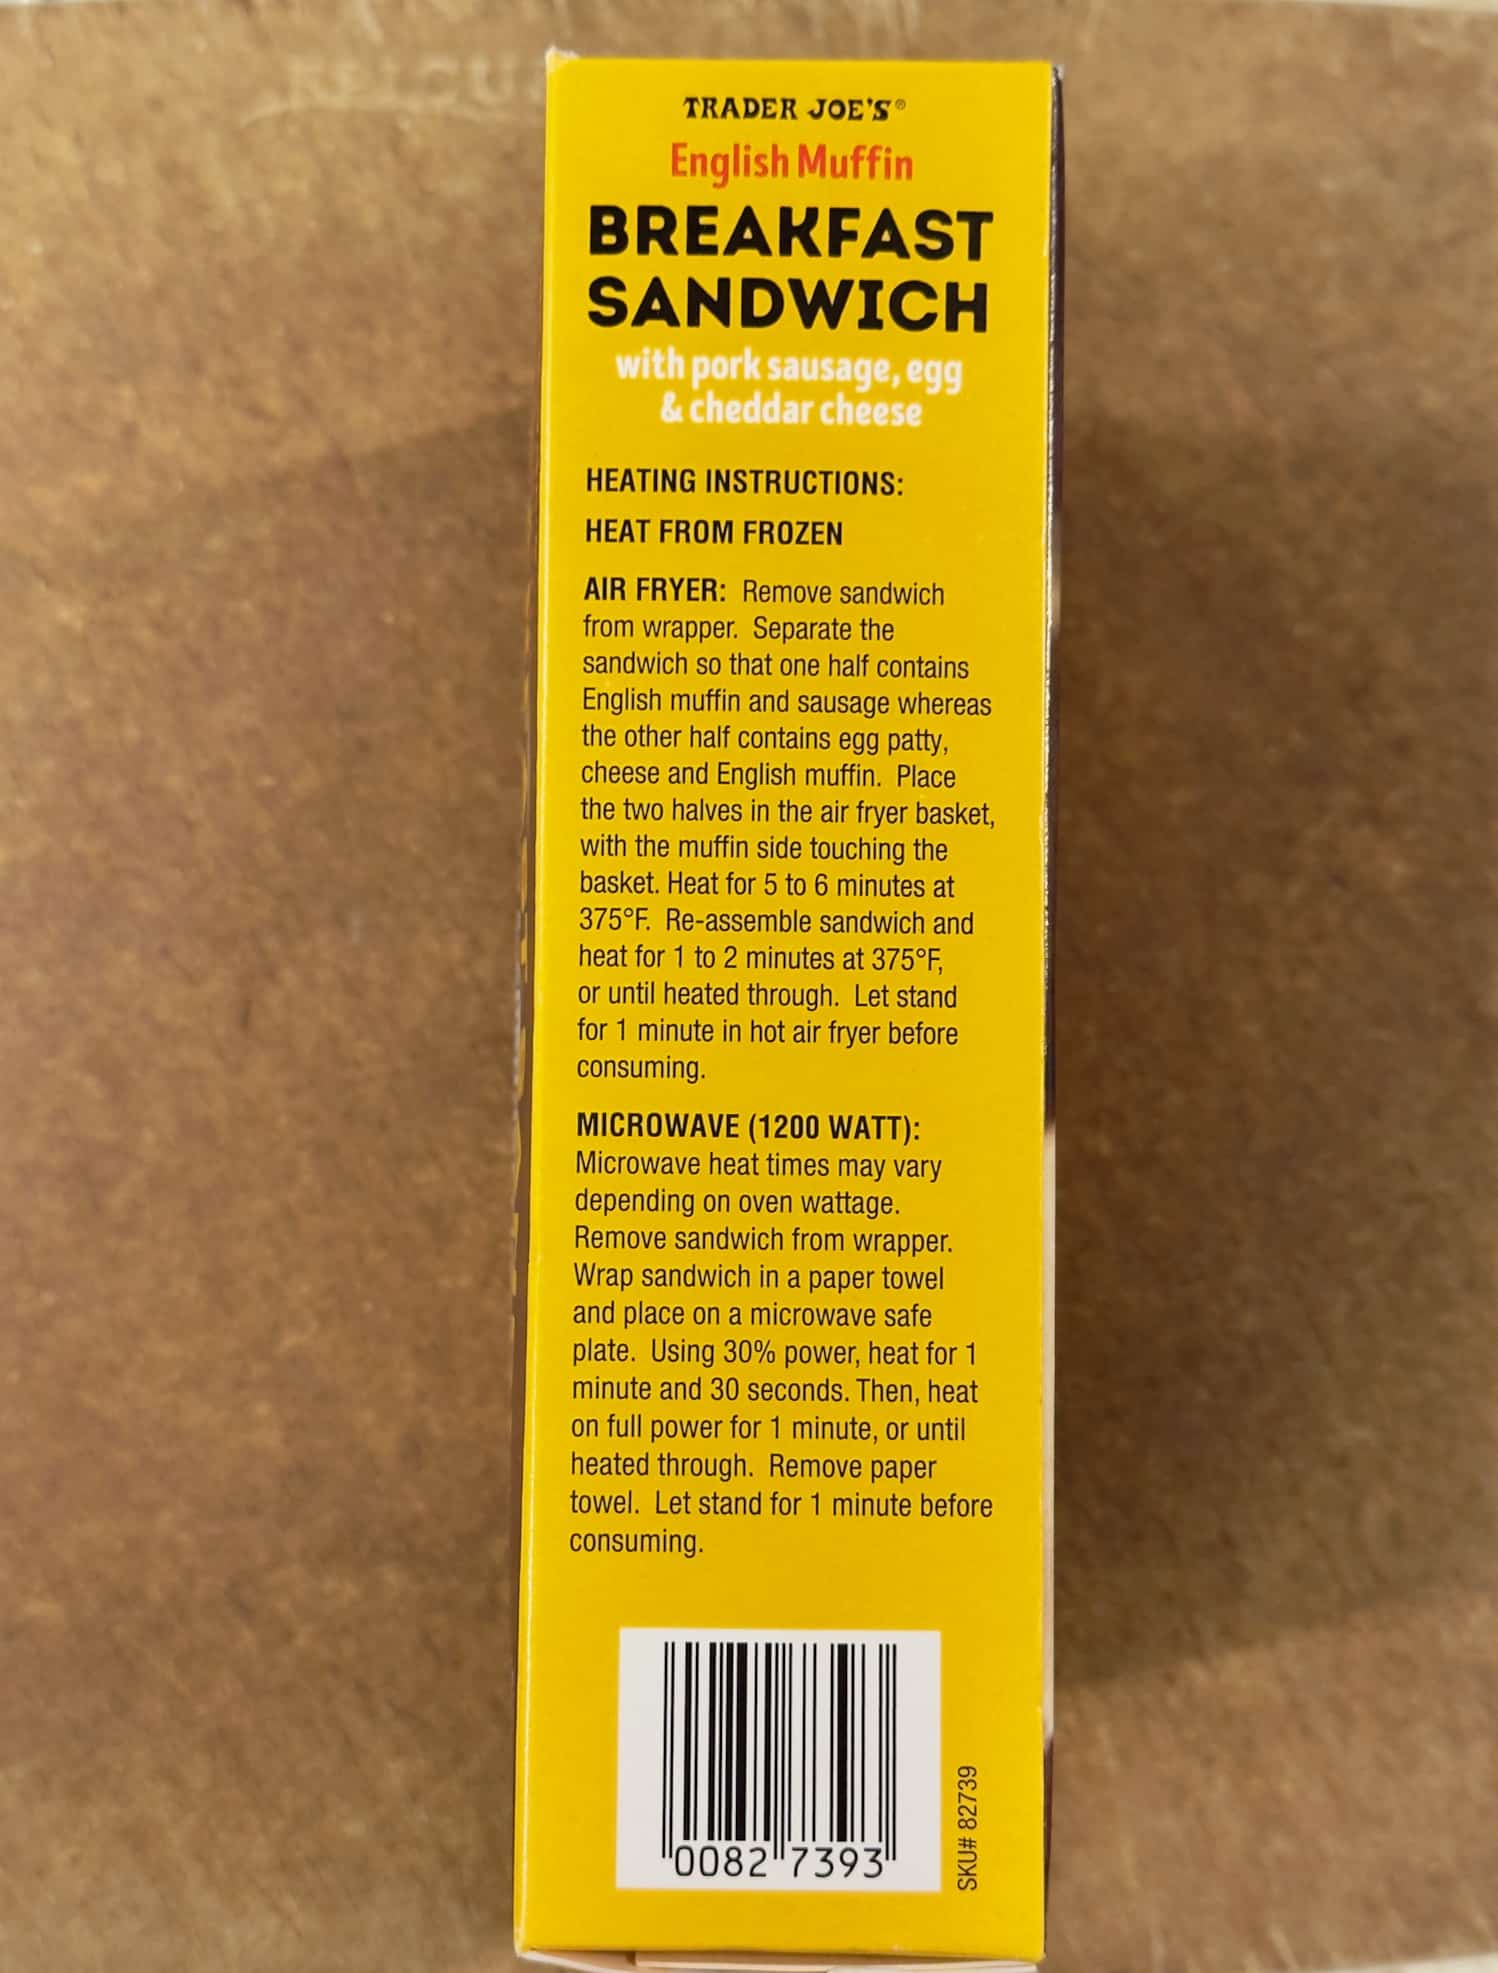 TRADER JOE'S®
English Muffin
BREAKFAST
SANDWICH
with pork sausage, egg
& cheddar cheese
HEATING INSTRUCTIONS:
HEAT FROM FROZEN
AIR FRYER: Remove sandwich
from wrapper. Separate the
sandwich so that one half contains
English muffin and sausage whereas
the other half contains egg patty,
cheese and English muffin. Place
the two halves in the air fryer basket,
with the muffin side touching the
basket. Heat for 5 to 6 minutes at
375°F. Re-assemble sandwich and
heat for 1 to 2 minutes at 375°F,
or until heated through. Let stand
for 1 minute in hot air fryer before
consuming.
MICROWAVE (1200 WATT):
Microwave heat times may vary
depending on oven wattage.
Remove sandwich from wrapper.
Wrap sandwich in a paper towel
and place on a microwave safe
plate. Using 30% power, heat for 1
minute and 30 seconds. Then, heat
on full power for 1 minute, or until
heated through. Remove paper
towel. Let stand for 1 minute before
consuming.
0082 7393
SKU# 82739